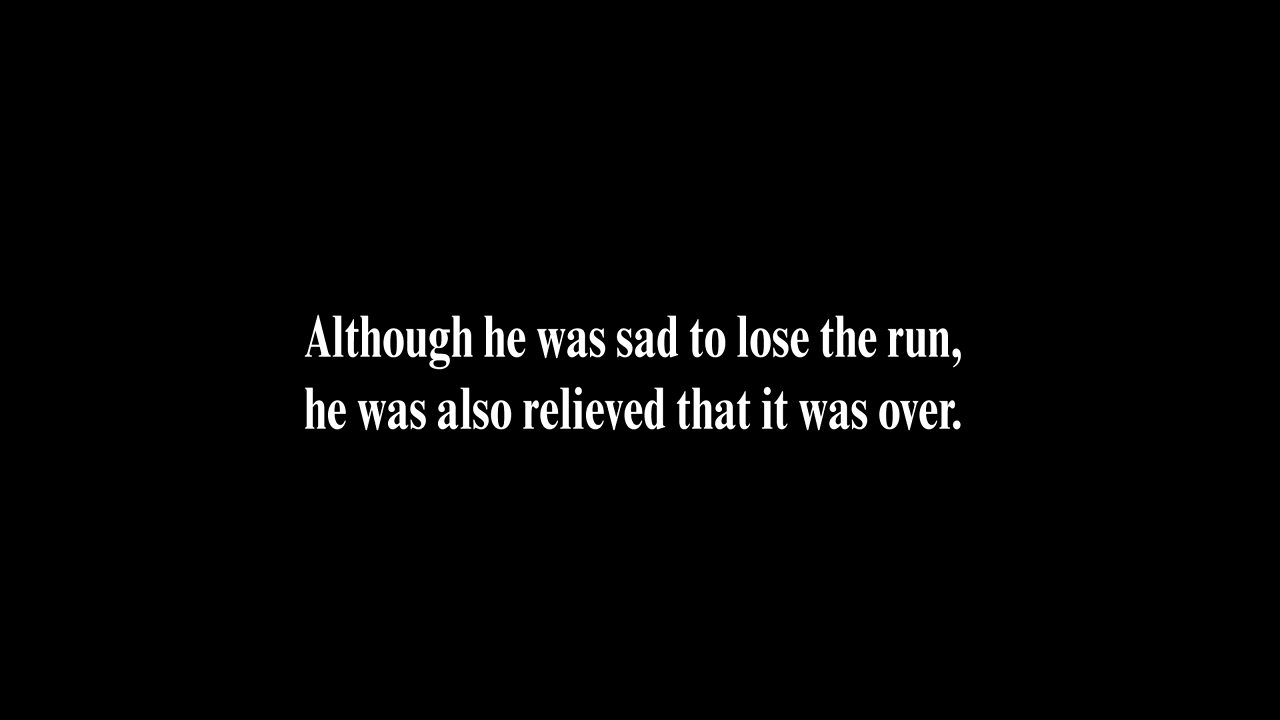 Although he was sad to lose the run,
he was also relieved that it was over.